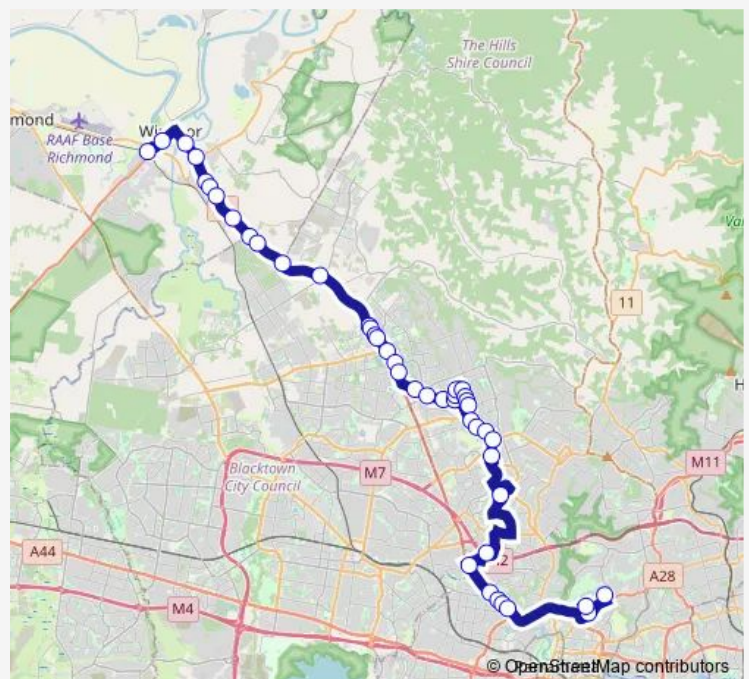 The Hills
Shire Council
mond
RAAF Base
Richmond
11
Blacktown
City Council
M7
M11
A44
A28
M4
© OpenStreetMap contributors